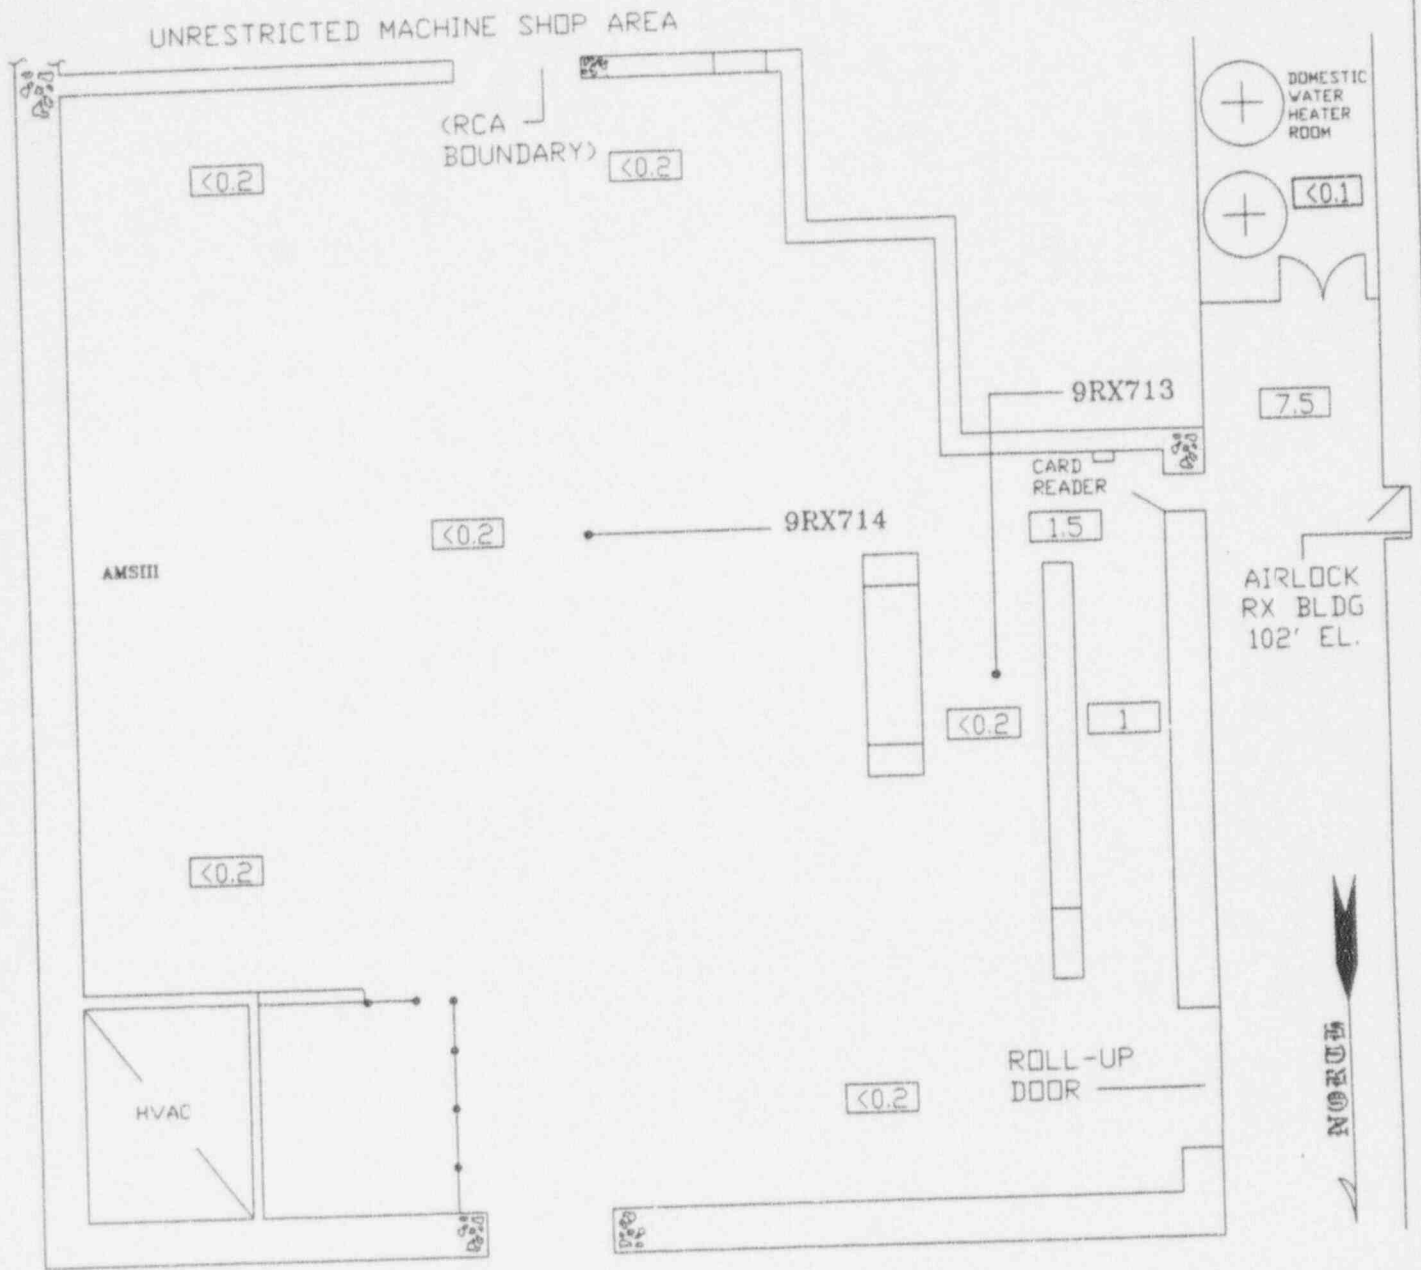 UNRESTRICTED MACHINE SHOP AREA
(RCA
BOUNDARY)
<0.2
<0.2
DOMESTIC
WATER
HEATER
ROOM
<0.1
9RX713
7.5
CARD
READER
1.5
<0.2
9RX714
AMSIII
AIRLOCK
RX BLDG
102' EL.
<0.2
1
<0.2
HVAC
<0.2
ROLL-UP
DOOR
NORTH